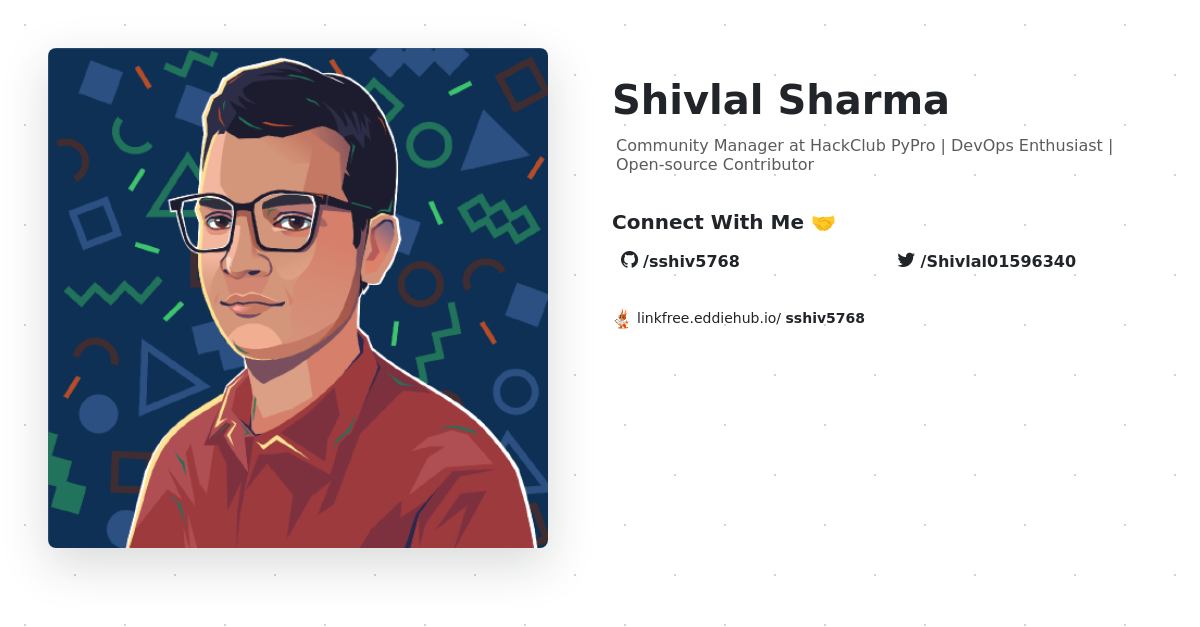 Shivlal Sharma
Community Manager at HackClub PyPro | DevOps Enthusiast |
Open-source Contributor
Connect With Me 🤝
/sshiv5768
/Shivlal01596340
linkfree.eddiehub.io/ sshiv5768